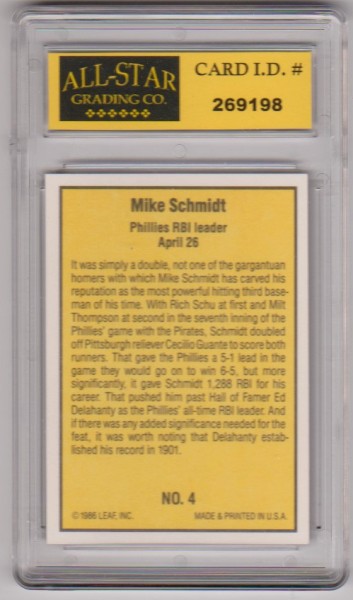 ALL-STAR
GRADING CO.
CARD I.D. #
269198
Mike Schmidt
Phillies RBI leader
April 26
It was simply a double, not one of the gargantuan
homers with which Mike Schmidt has carved his
reputation as the most powerful hitting third base-
man of his time. With Rich Schu at first and Milt
Thompson at second in the seventh inning of the
Phillies' game with the Pirates, Schmidt doubled
off Pittsburgh reliever Cecilio Guante to score both
runners. That gave the Phillies a 5-1 lead in the
game they would go on to win 6-5, but more
significantly, it gave Schmidt 1,288 RBI for his
career. That pushed him past Hall of Famer Ed
Delahanty as the Phillies' all-time RBI leader. And
if there was any added significance needed for the
feat, it was worth noting that Delahanty estab-
lished his record in 1901.
NO. 4
© 1986 LEAF, INC.
MADE & PRINTED IN U.S.A.